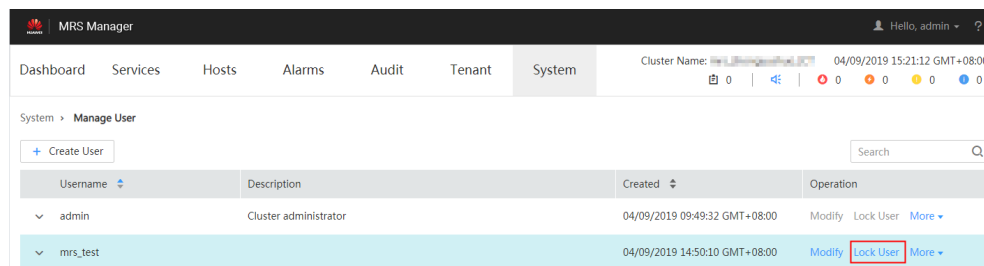 HUAWEI MRS Manager Hello, admin ?
Dashboard Services Hosts Alarms Audit Tenant System
Cluster Name: 04/09/2019 15:21:12 GMT+08:00
0 0 0 0 0
System > Manage User
+ Create User Search
Username Description Created Operation
admin Cluster administrator 04/09/2019 09:49:32 GMT+08:00 Modify Lock User More
mrs_test 04/09/2019 14:50:10 GMT+08:00 Modify Lock User More